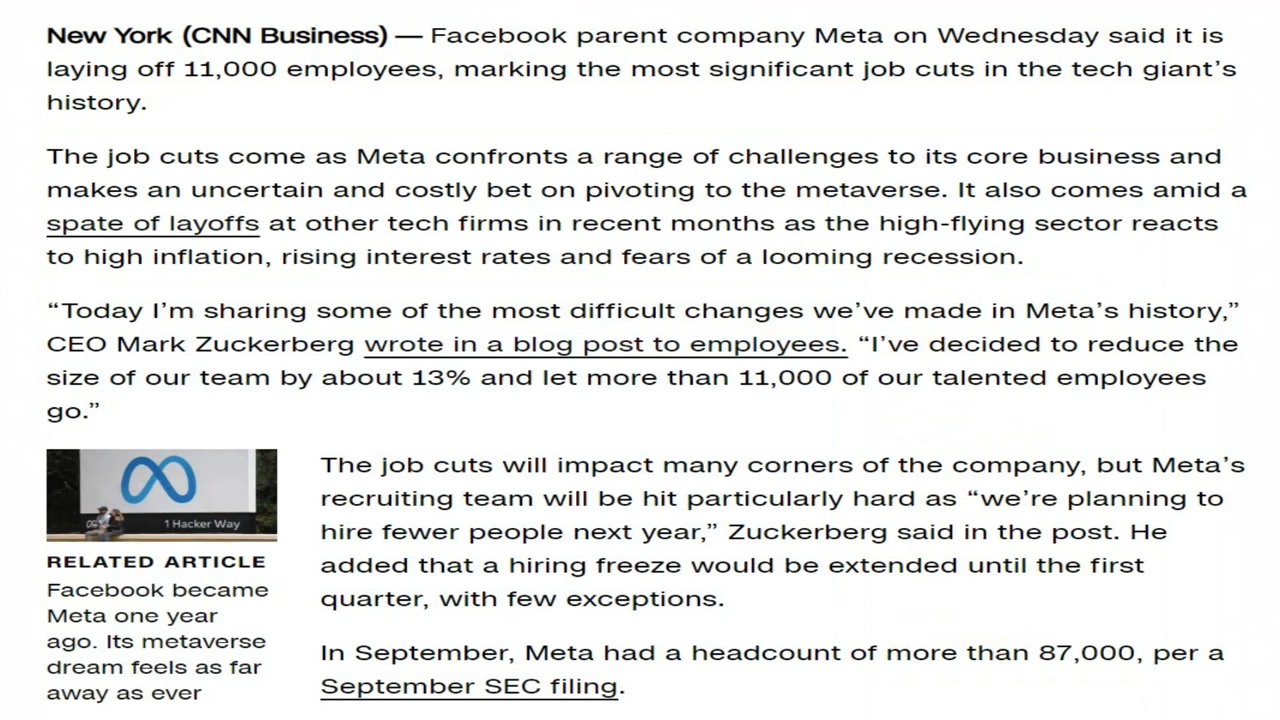 New York (CNN Business) — Facebook parent company Meta on Wednesday said it is
laying off 11,000 employees, marking the most significant job cuts in the tech giant’s
history.
The job cuts come as Meta confronts a range of challenges to its core business and
makes an uncertain and costly bet on pivoting to the metaverse. It also comes amid a
spate of layoffs at other tech firms in recent months as the high-flying sector reacts
to high inflation, rising interest rates and fears of a looming recession.
“Today I’m sharing some of the most difficult changes we’ve made in Meta’s history,”
CEO Mark Zuckerberg wrote in a blog post to employees. “I’ve decided to reduce the
size of our team by about 13% and let more than 11,000 of our talented employees
go.”
1 Hacker Way
RELATED ARTICLE
Facebook became
Meta one year
ago. Its metaverse
dream feels as far
away as ever
The job cuts will impact many corners of the company, but Meta’s
recruiting team will be hit particularly hard as “we’re planning to
hire fewer people next year,” Zuckerberg said in the post. He
added that a hiring freeze would be extended until the first
quarter, with few exceptions.
In September, Meta had a headcount of more than 87,000, per a
September SEC filing.